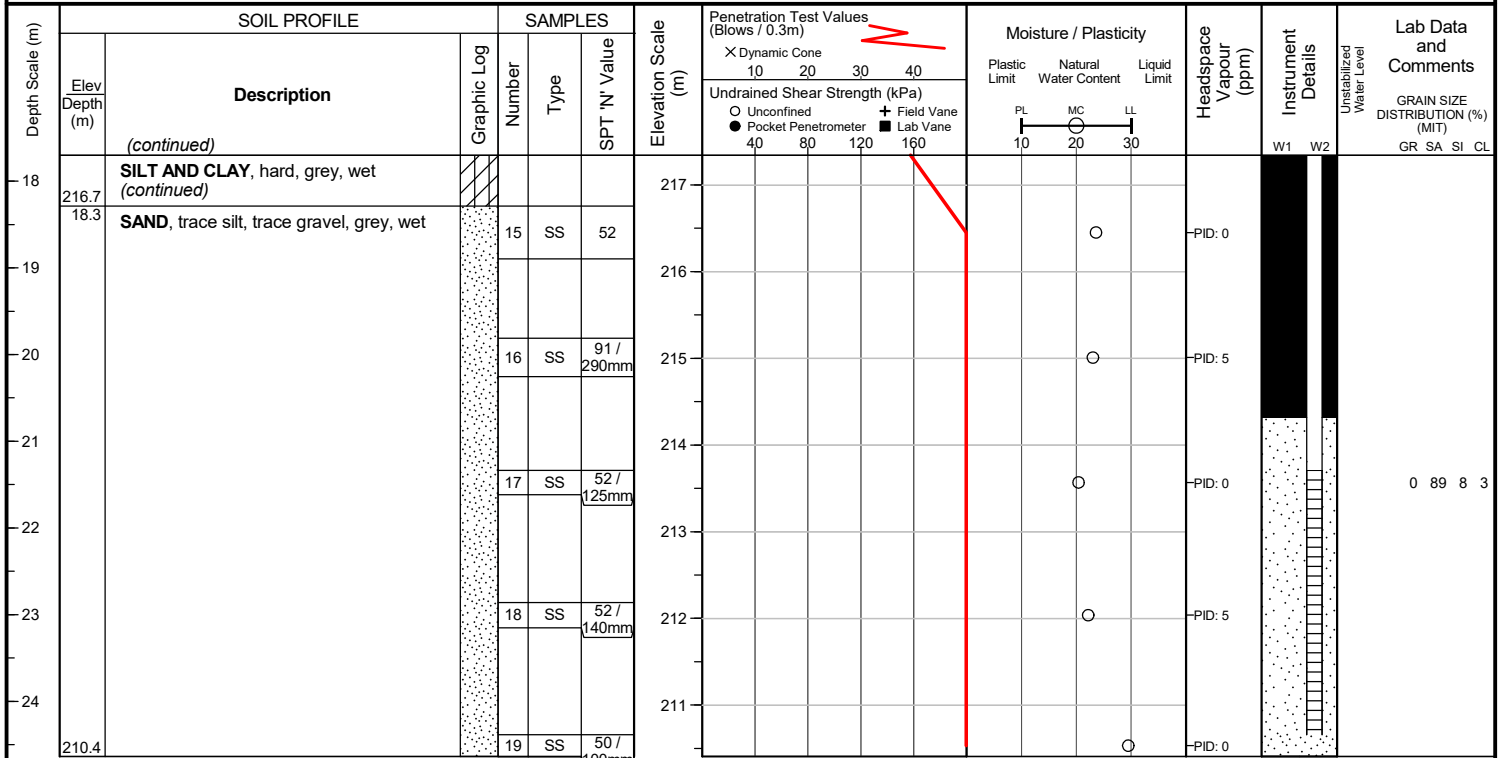 SOIL PROFILE
SAMPLES
Depth Scale (m)
Elev
Depth
(m)
Description
(continued)
Graphic Log
Number
Type
SPT 'N' Value
Elevation Scale
(m)
Penetration Test Values
(Blows / 0.3m)
× Dynamic Cone
10 20 30 40
Undrained Shear Strength (kPa)
Unconfined
Field Vane
Pocket Penetrometer
Lab Vane
40 80 120 160
Moisture / Plasticity
Plastic Limit
Natural Water Content
Liquid Limit
PL MC LL
10 20 30
Headspace
Vapour
(ppm)
Instrument
Details
W1 W2
Unstabilized
Water Level
Lab Data
and
Comments
GRAIN SIZE
DISTRIBUTION (%)
(MIT)
GR SA SI CL
SILT AND CLAY, hard, grey, wet
(continued)
18
217
216.7
18.3
SAND, trace silt, trace gravel, grey, wet
15 SS 52
PID: 0
19
216
20
16 SS 91 /
290mm
215
PID: 5
21
214
17 SS 52 /
125mm
PID: 0
0 89 8 3
22
213
23
18 SS 52 /
140mm
212
PID: 5
24
211
210.4
19 SS 50 /
100mm
PID: 0